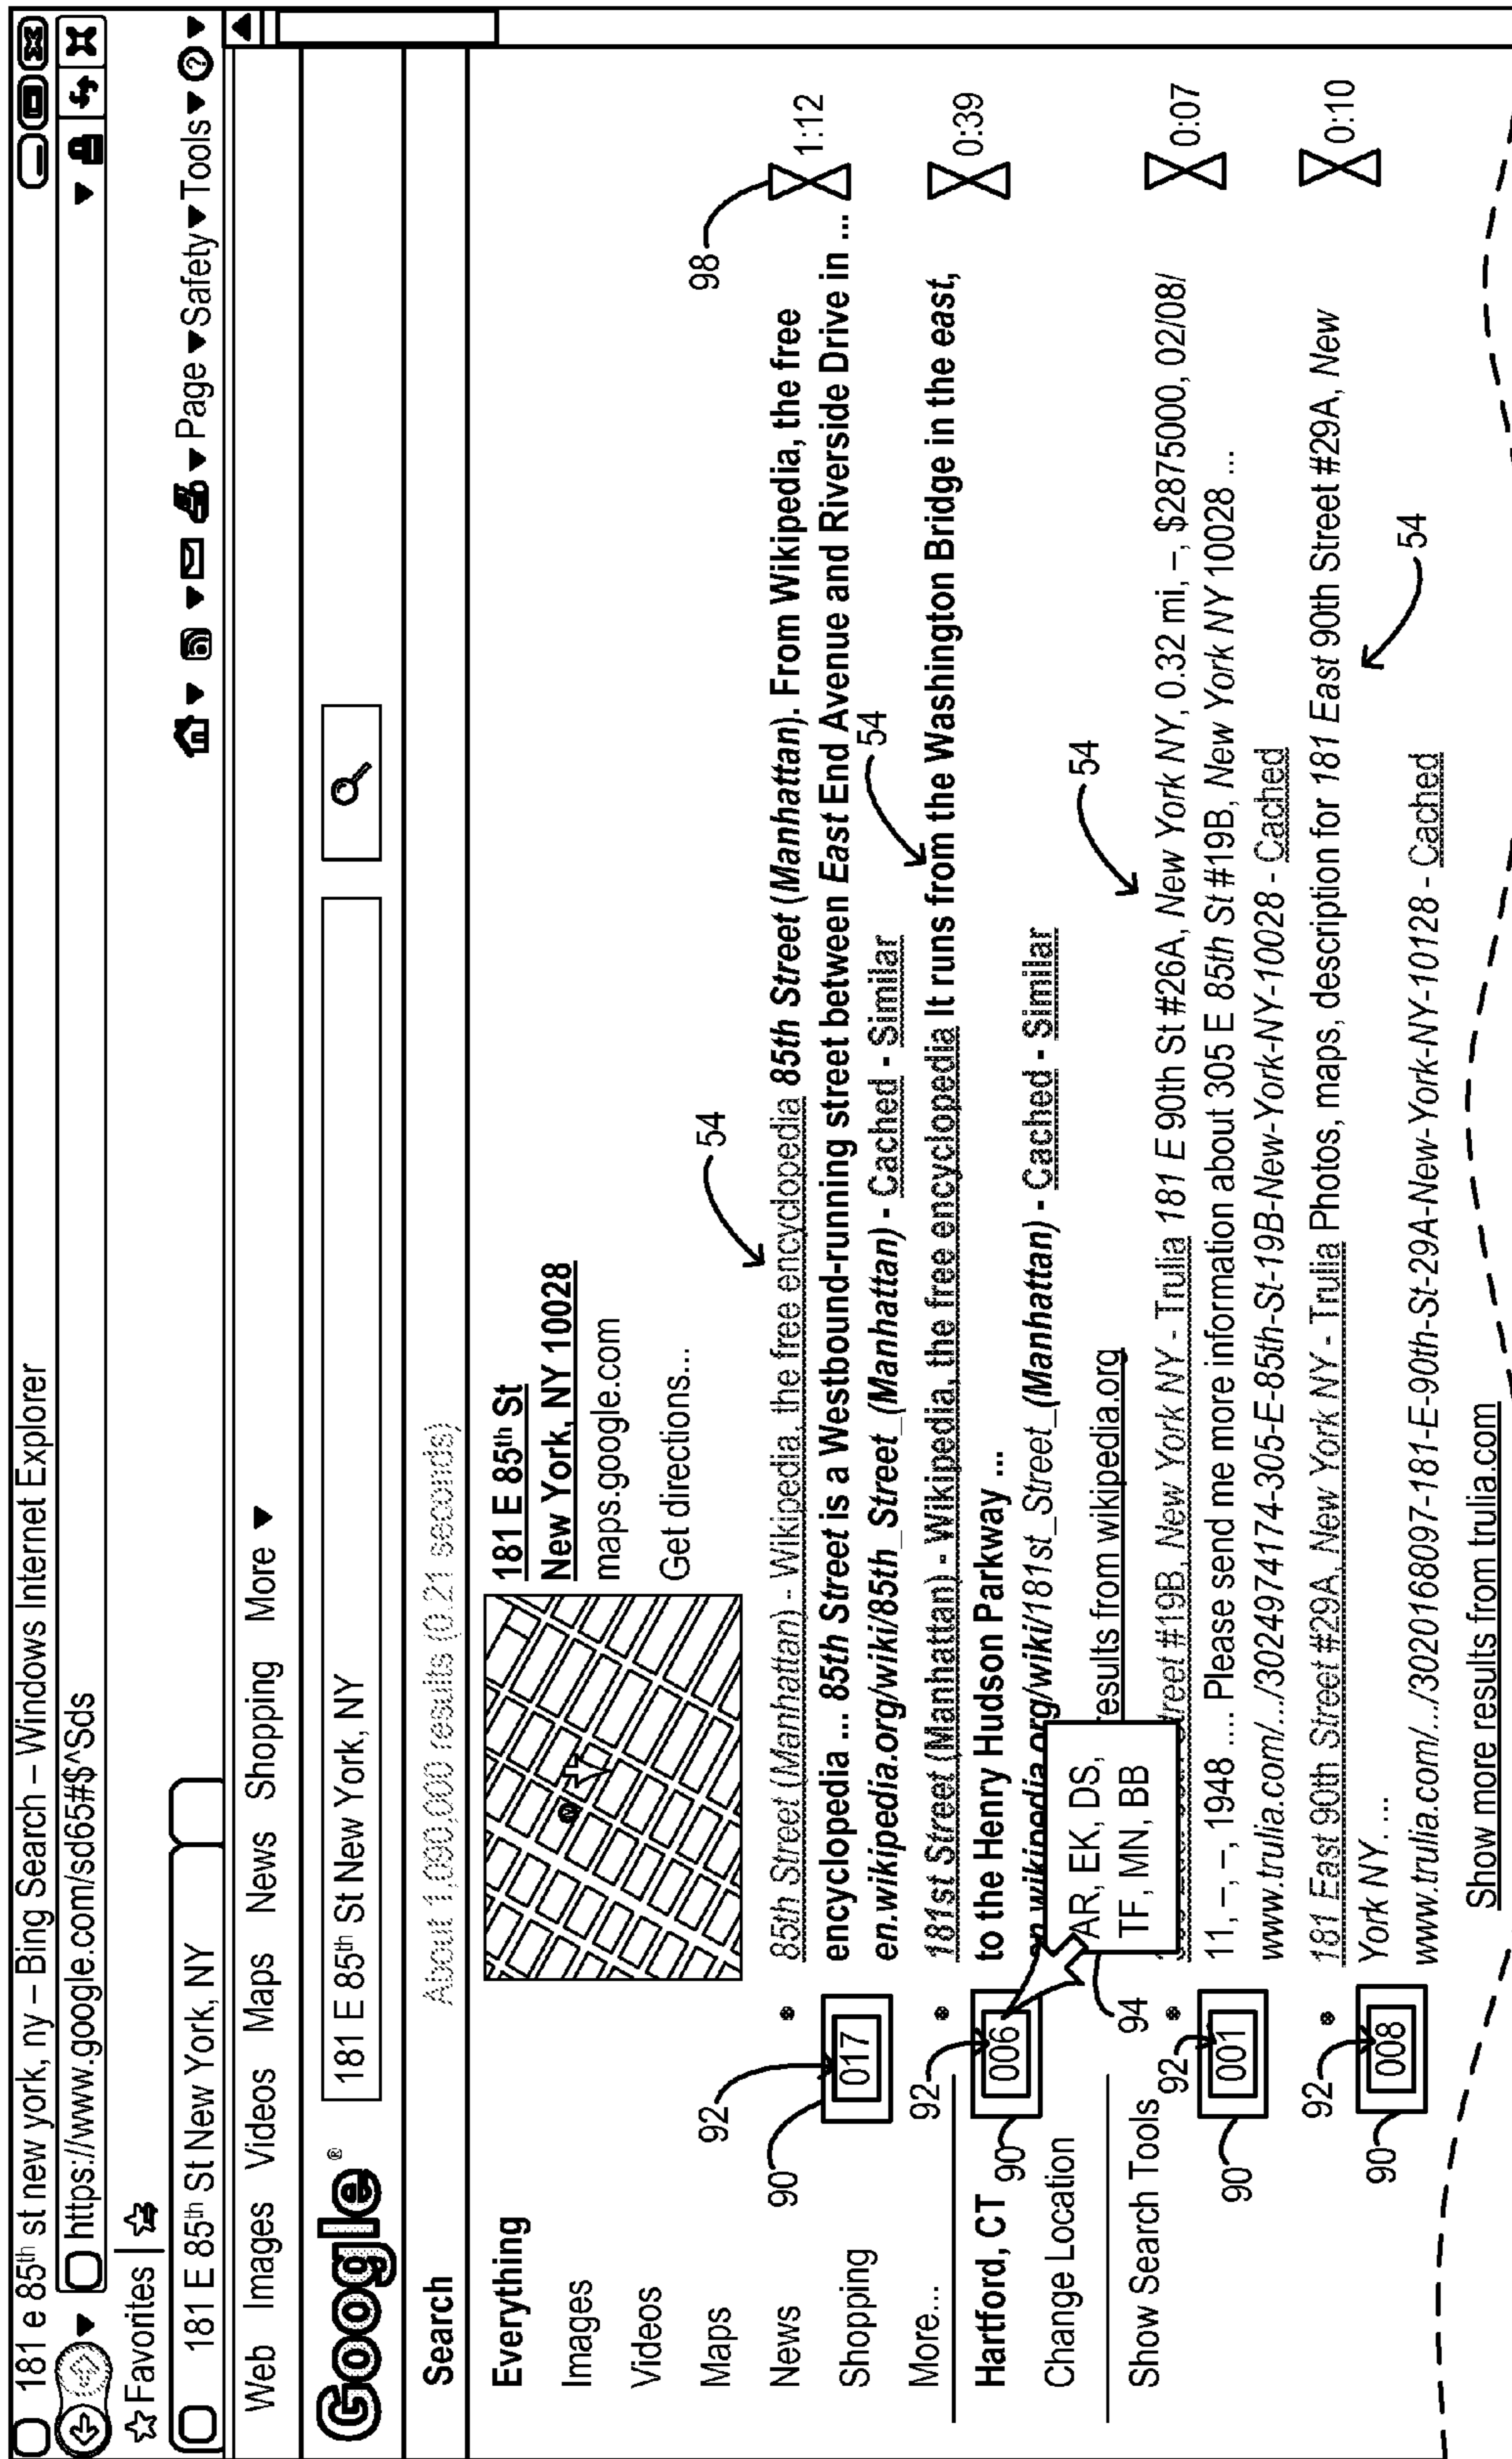 181 e 85th st new york, ny – Bing Search – Windows Internet Explorer
https://www.google.com/sd65#$^Sds
Favorites
181 E 85th St New York, NY
Page Safety Tools ?
Web Images Videos Maps News Shopping More
Google ®
181 E 85th St New York, NY
Search
About 1,090,000 results (0.21 seconds)
Everything
Images
Videos
Maps
News
Shopping
More...
Hartford, CT
Change Location
Show Search Tools
181 E 85th St
New York, NY 10028
maps.google.com
Get directions...
54
98
92
90
017
85th Street (Manhattan) - Wikipedia, the free encyclopedia 85th Street (Manhattan). From Wikipedia, the free
encyclopedia ... 85th Street is a Westbound-running street between East End Avenue and Riverside Drive in ...
en.wikipedia.org/wiki/85th_Street_(Manhattan) - Cached - Similar
1:12
54
92
90
006
181st Street (Manhattan) - Wikipedia, the free encyclopedia It runs from the Washington Bridge in the east,
to the Henry Hudson Parkway ...
en.wikipedia.org/wiki/181st_Street_(Manhattan) - Cached - Similar
0:39
results from wikipedia.org
AR, EK, DS,
TF, MN, BB
94
54
92
90
001
Street #19B, New York NY - Trulia 181 E 90th St #26A, New York NY, 0.32 mi, –, $2875000, 02/08/
11, –, –, 1948 .... Please send me more information about 305 E 85th St #19B, New York NY 10028 ...
www.trulia.com/.../3024974174-305-E-85th-St-19B-New-York-NY-10028 - Cached
0:07
92
90
008
181 East 90th Street #29A, New York NY - Trulia Photos, maps, description for 181 East 90th Street #29A, New
York NY. ...
www.trulia.com/.../3020168097-181-E-90th-St-29A-New-York-NY-10128 - Cached
0:10
54
Show more results from trulia.com